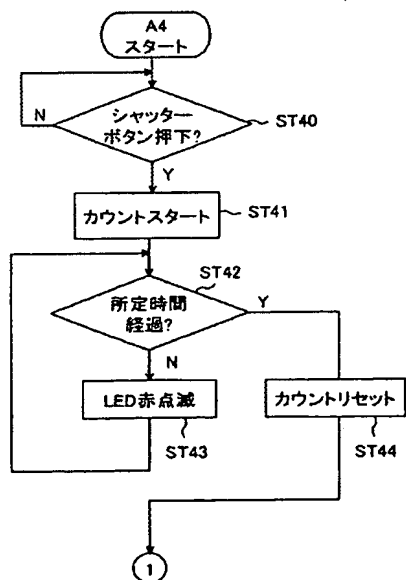 A4
スタート
N
シャッター
ボタン押下?
ST40
Y
カウントスタート
ST41
ST42
所定時間
経過?
Y
N
LED赤点滅
カウントリセット
ST43
ST44
1